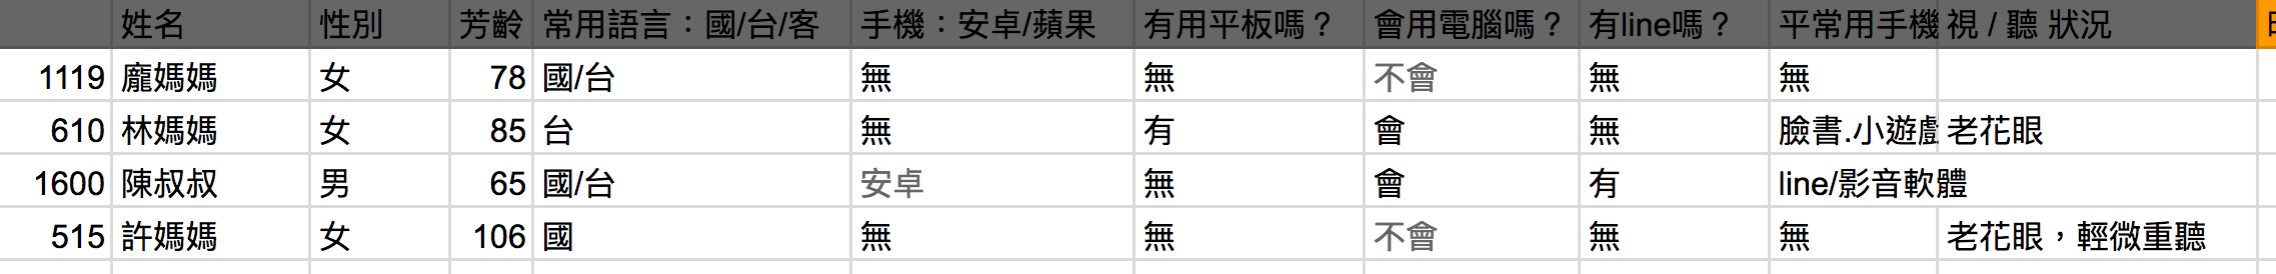 姓名 性別 芳齡 常用語言：國/台/客 手機：安卓/蘋果 有用平板嗎？ 會用電腦嗎？ 有line嗎？ 平常用手機 視 / 聽 狀況
1119 龐媽媽 女 78 國/台 無 無 不會 無 無
610 林媽媽 女 85 台 無 有 會 無 臉書.小遊戲 老花眼
1600 陳叔叔 男 65 國/台 安卓 無 會 有 line/影音軟體
515 許媽媽 女 106 國 無 無 不會 無 無 老花眼，輕微重聽